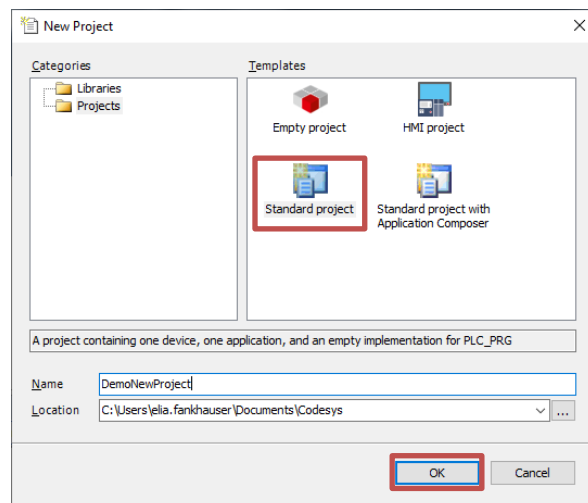 New Project
Categories
Templates
Libraries
Projects
Empty project
HMI project
Standard project
Standard project with
Application Composer
A project containing one device, one application, and an empty implementation for PLC_PRG
Name
DemoNewProject
Location
C:\Users\elia.fankhauser\Documents\Codesys
...
OK
Cancel